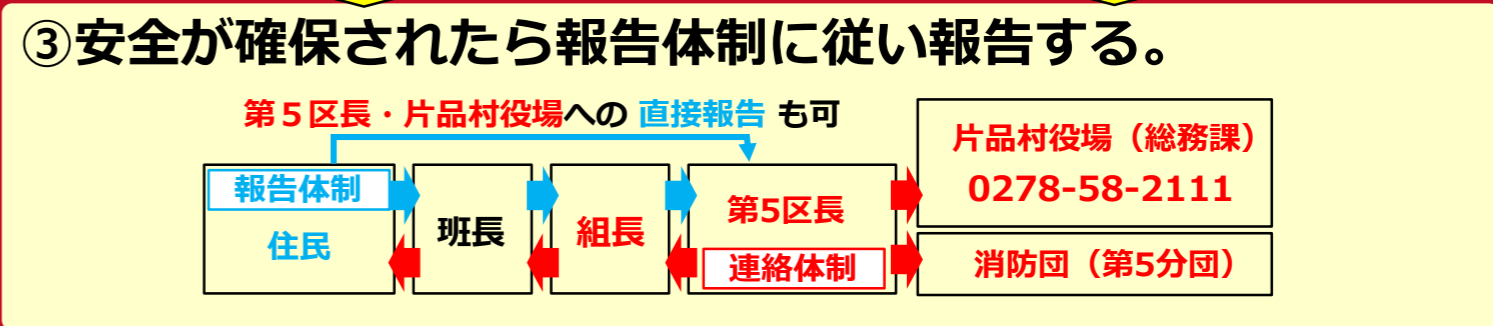 ③安全が確保されたら報告体制に従い報告する。
第５区長・片品村役場への 直接報告 も可
報告体制
住民
班長
組長
第5区長
連絡体制
片品村役場（総務課）
0278-58-2111
消防団（第5分団）